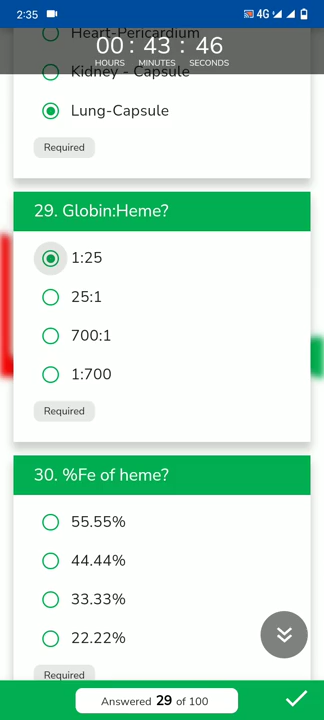 2:35
4G
Heart-Pericardium
00 : 43 : 46
HOURS MINUTES SECONDS
Kidney - Capsule
Lung-Capsule
Required
29. Globin:Heme?
1:25
25:1
700:1
1:700
Required
30. %Fe of heme?
55.55%
44.44%
33.33%
22.22%
Required
Answered 29 of 100